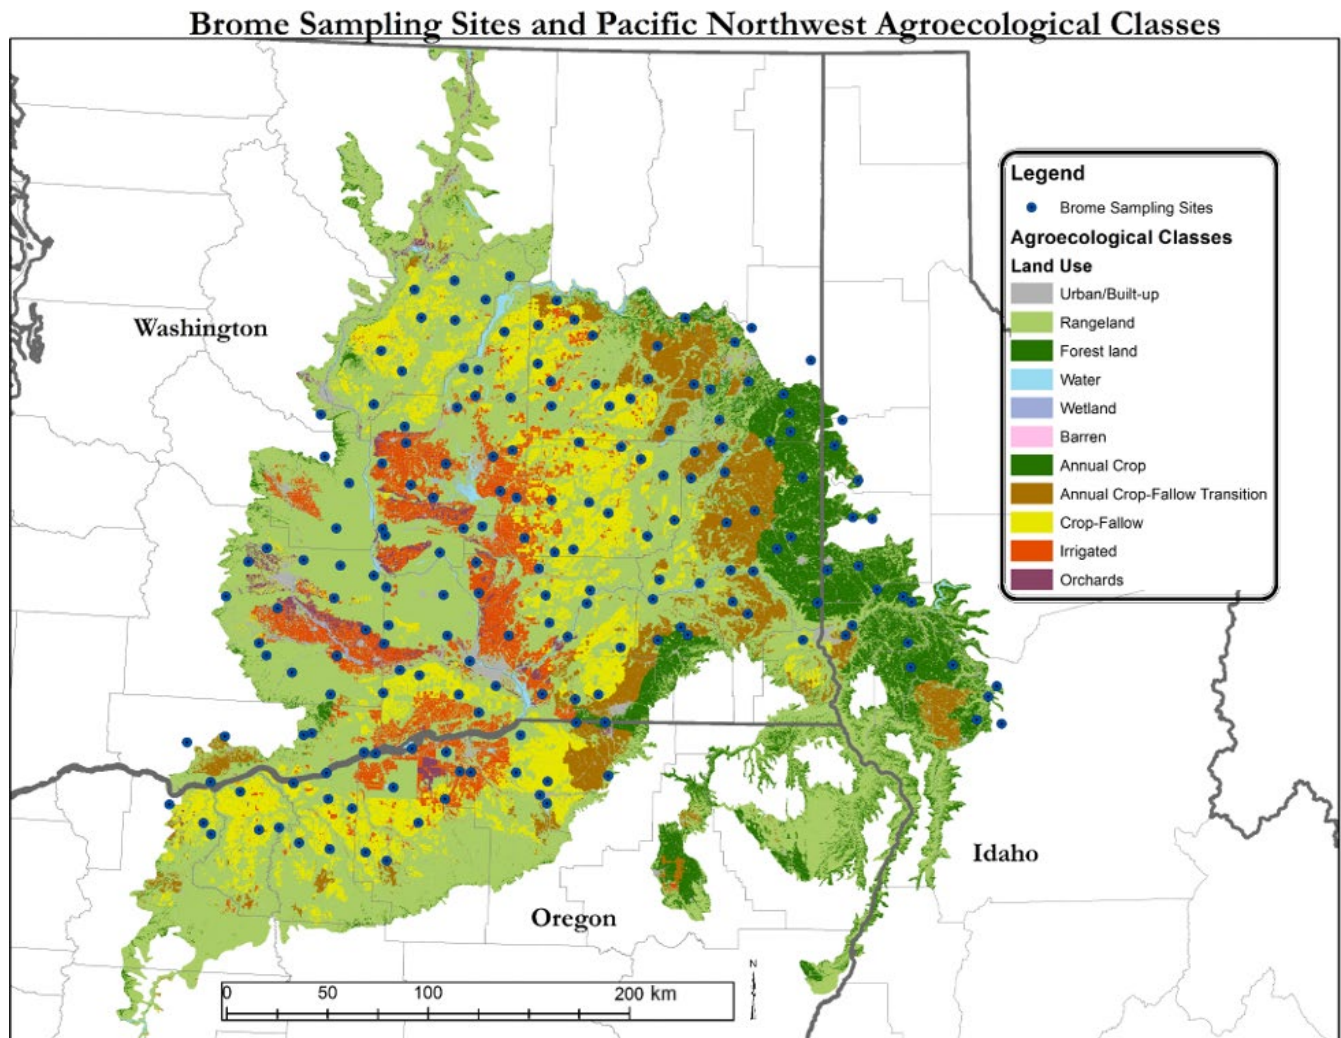 Brome Sampling Sites and Pacific Northwest Agroecological Classes
Legend
Brome Sampling Sites
Agroecological Classes
Land Use
Urban/Built-up
Rangeland
Forest land
Water
Wetland
Barren
Annual Crop
Annual Crop-Fallow Transition
Crop-Fallow
Irrigated
Orchards
Washington
Idaho
Oregon
0 50 100 200 km
N